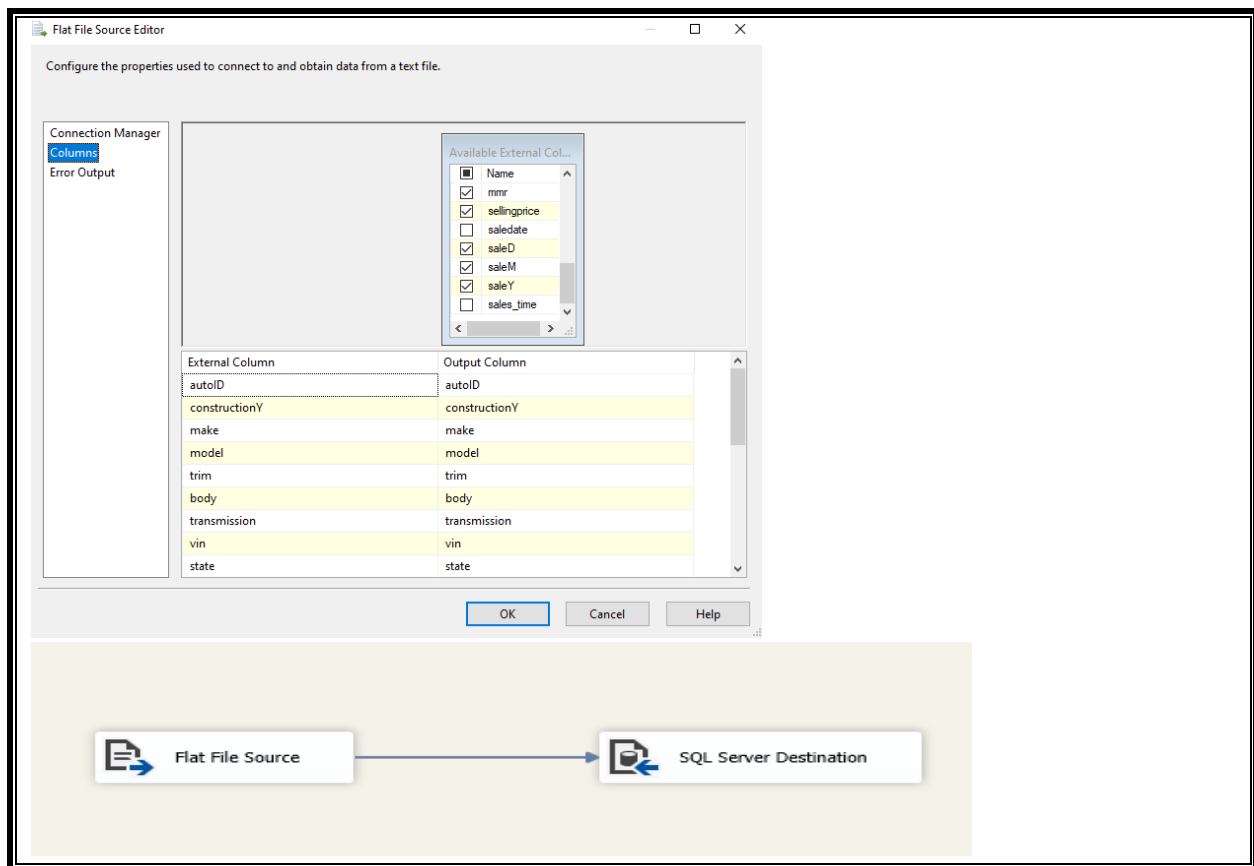 Flat File Source Editor
Configure the properties used to connect to and obtain data from a text file.
Connection Manager
Columns
Error Output
Available External Col...
Name
mmr
sellingprice
saledate
saleD
saleM
saleY
sales_time
External Column Output Column
autoID autoID
constructionY constructionY
make make
model model
trim trim
body body
transmission transmission
vin vin
state state
OK Cancel Help
Flat File Source SQL Server Destination